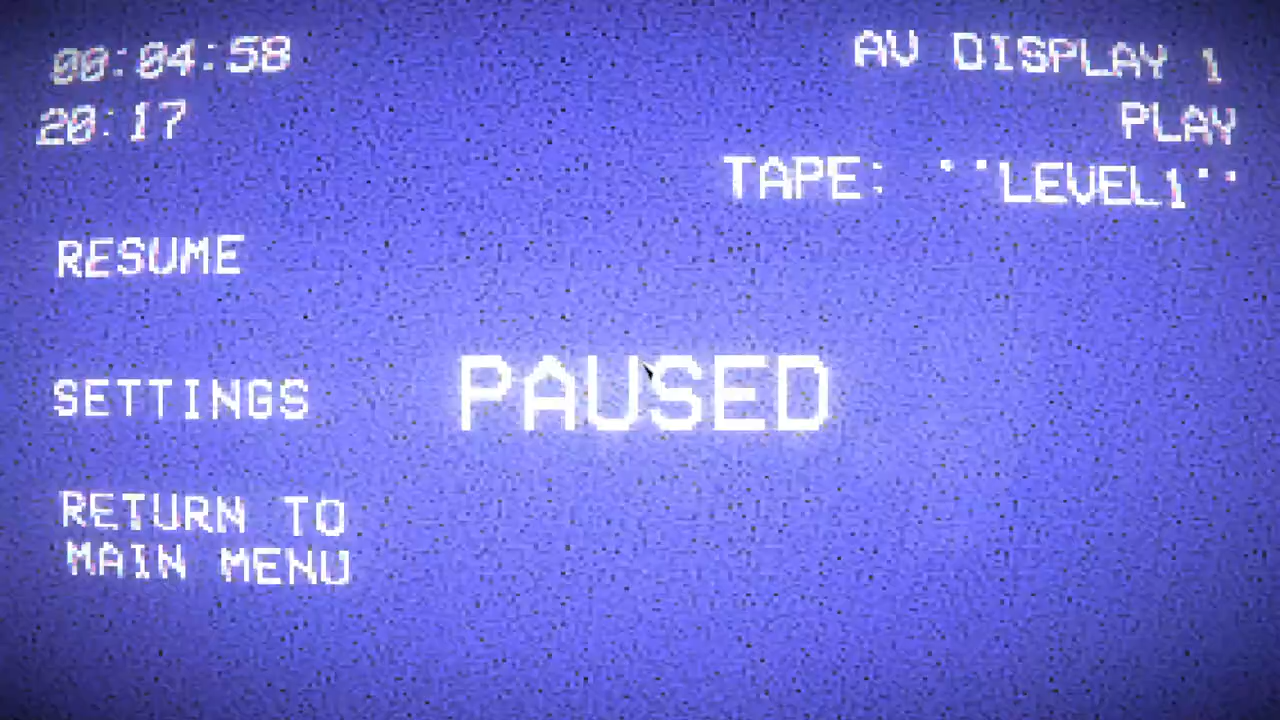 00:04:58
20:17
AV DISPLAY 1
PLAY
TAPE: ¨LEVEL1¨
RESUME
SETTINGS
PAUSED
RETURN TO
MAIN MENU